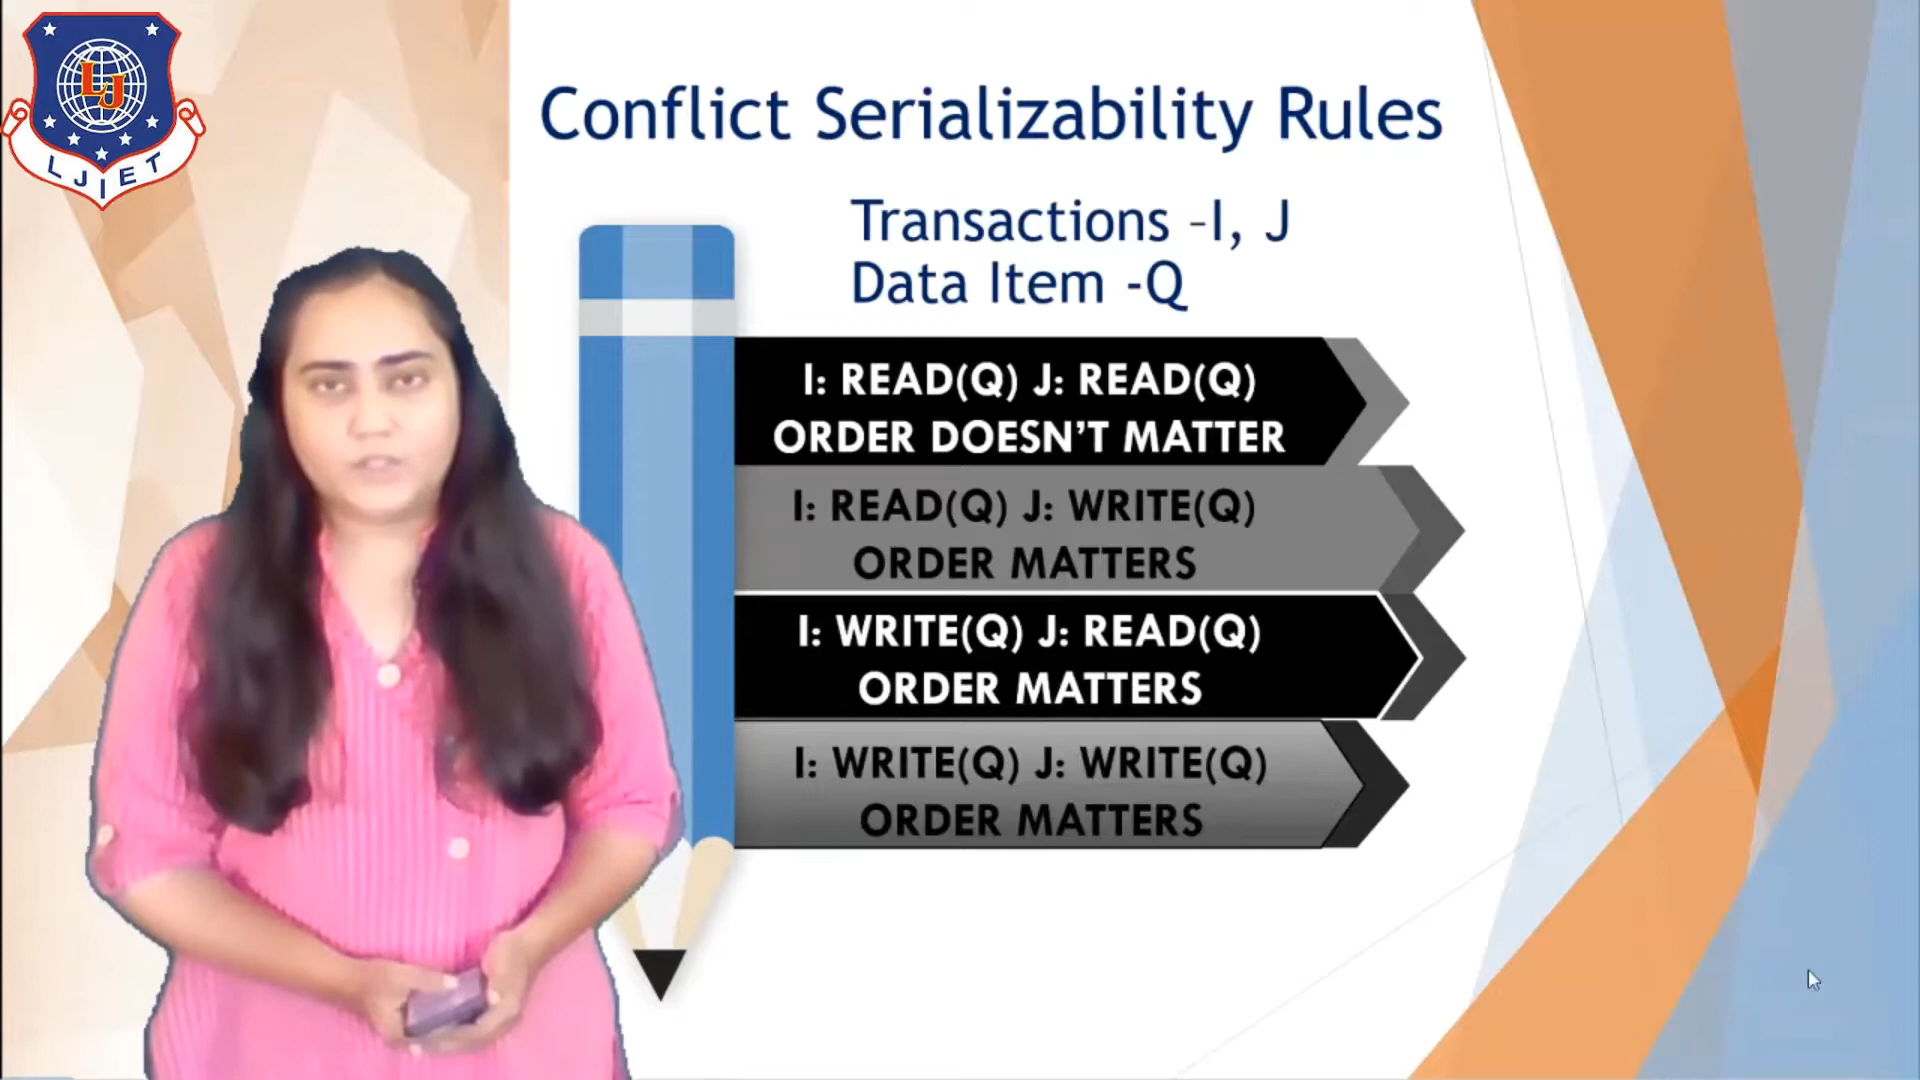 LJ
LJIET
Conflict Serializability Rules
Transactions –I, J
Data Item -Q
I: READ(Q) J: READ(Q)
ORDER DOESN'T MATTER
I: READ(Q) J: WRITE(Q)
ORDER MATTERS
I: WRITE(Q) J: READ(Q)
ORDER MATTERS
I: WRITE(Q) J: WRITE(Q)
ORDER MATTERS